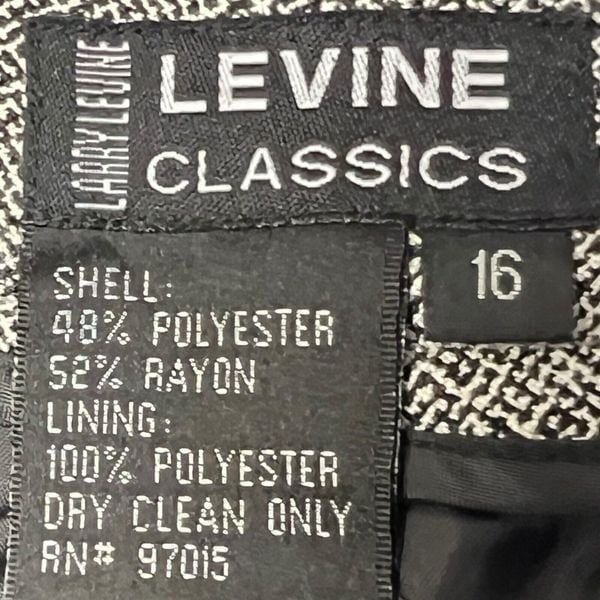 LARRY LEVINE
LEVINE
CLASSICS
16
SHELL:
48% POLYESTER
52% RAYON
LINING:
100% POLYESTER
DRY CLEAN ONLY
RN# 97015